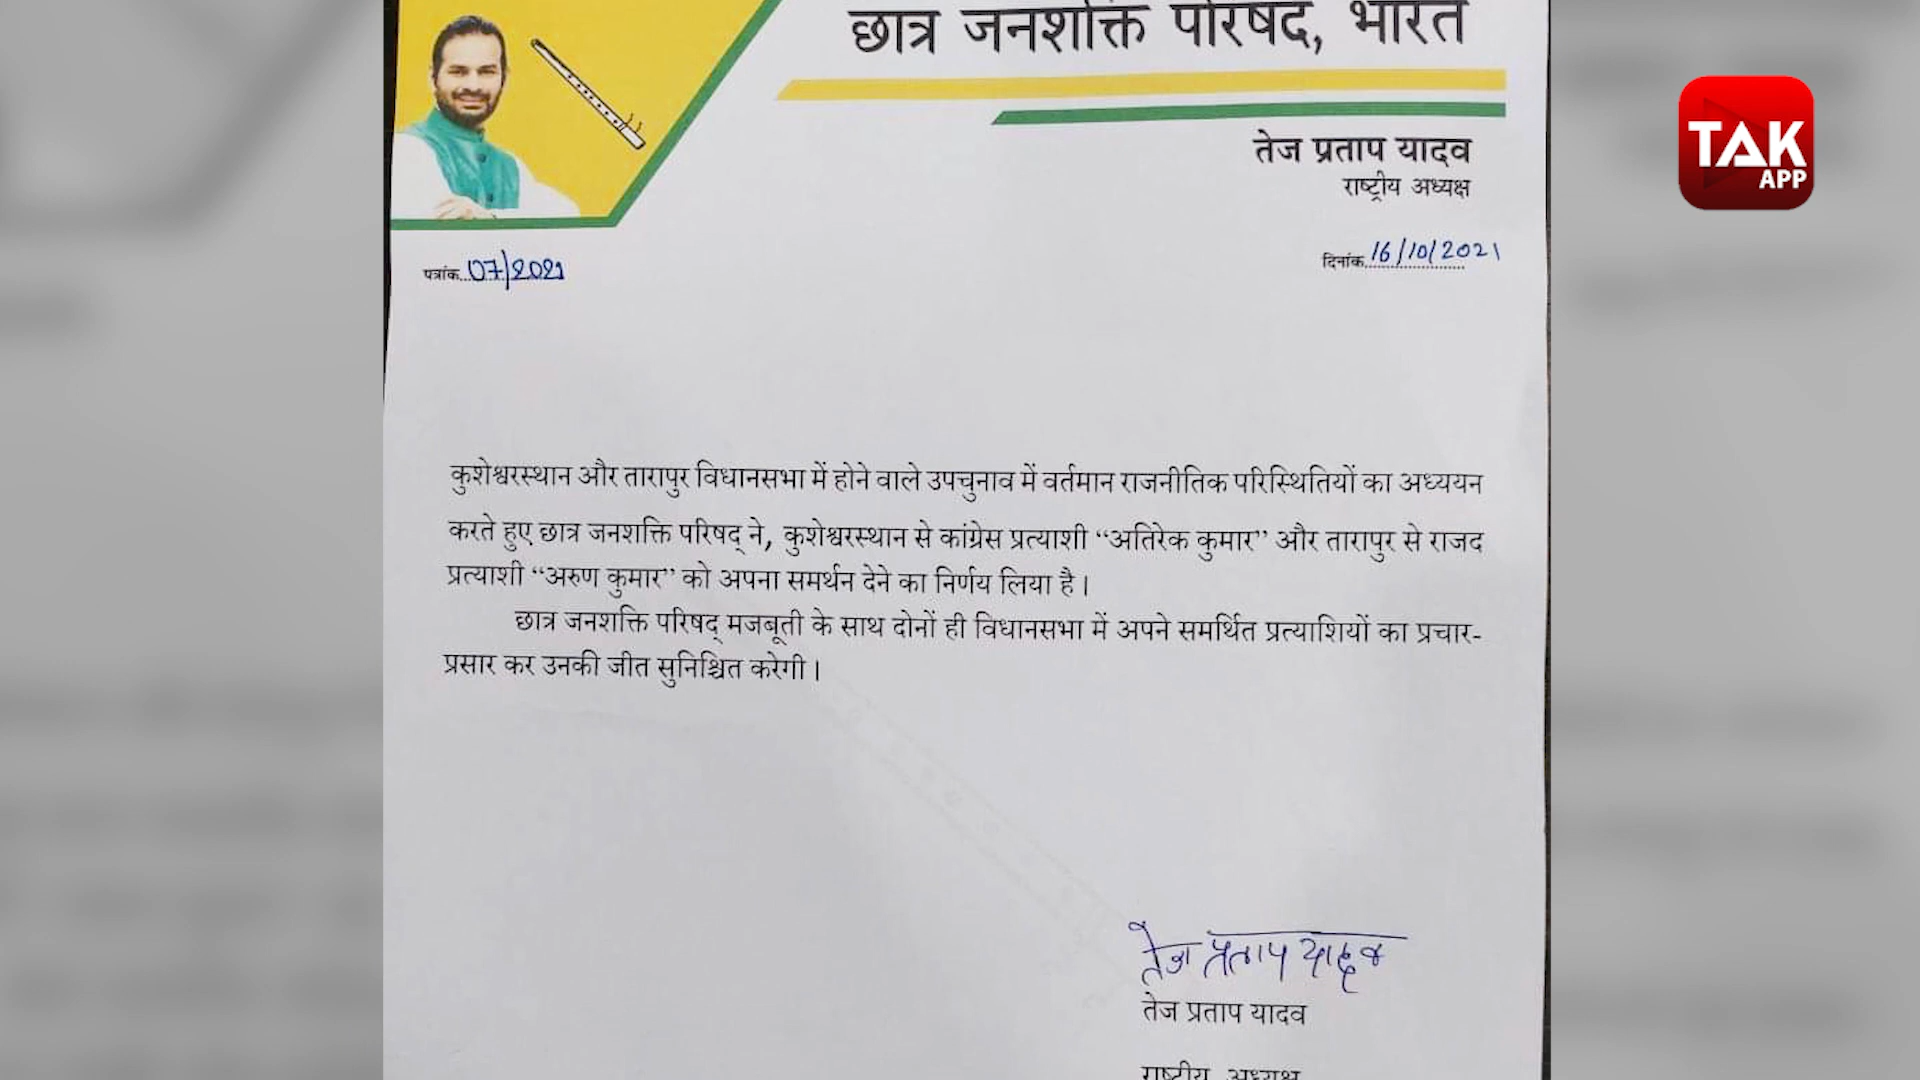 छात्र जनशक्ति परिषद, भारत
TAK
APP
तेज प्रताप यादव
राष्ट्रीय अध्यक्ष
पत्रांक..07/2021
दिनांक..16/10/2021
कुशेश्वरस्थान और तारापुर विधानसभा में होने वाले उपचुनाव में वर्तमान राजनीतिक परिस्थितियों का अध्ययन
करते हुए छात्र जनशक्ति परिषद् ने, कुशेश्वरस्थान से कांग्रेस प्रत्याशी “अतिरेक कुमार” और तारापुर से राजद
प्रत्याशी “अरुण कुमार” को अपना समर्थन देने का निर्णय लिया है।
छात्र जनशक्ति परिषद् मजबूती के साथ दोनों ही विधानसभा में अपने समर्थित प्रत्याशियों का प्रचार-
प्रसार कर उनकी जीत सुनिश्चित करेगी।
तेज प्रताप यादव
तेज प्रताप यादव
राष्ट्रीय अध्यक्ष